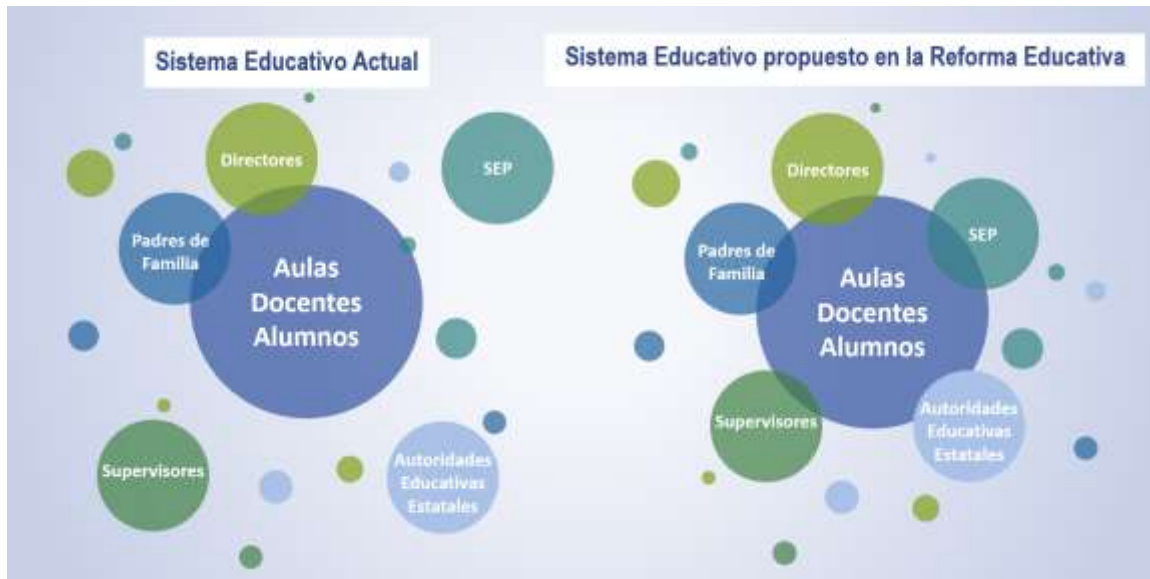 Sistema Educativo Actual
Directores
SEP
Padres de
Familia
Aulas
Docentes
Alumnos
Supervisores
Autoridades
Educativas
Estatales
Sistema Educativo propuesto en la Reforma Educativa
Directores
SEP
Padres de
Familia
Aulas
Docentes
Alumnos
Supervisores
Autoridades
Educativas
Estatales